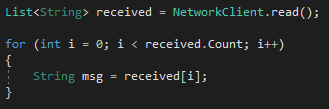 List<String> received = NetworkClient.read();
for (int i = 0; i < received.Count; i++)
{
String msg = received[i];
}